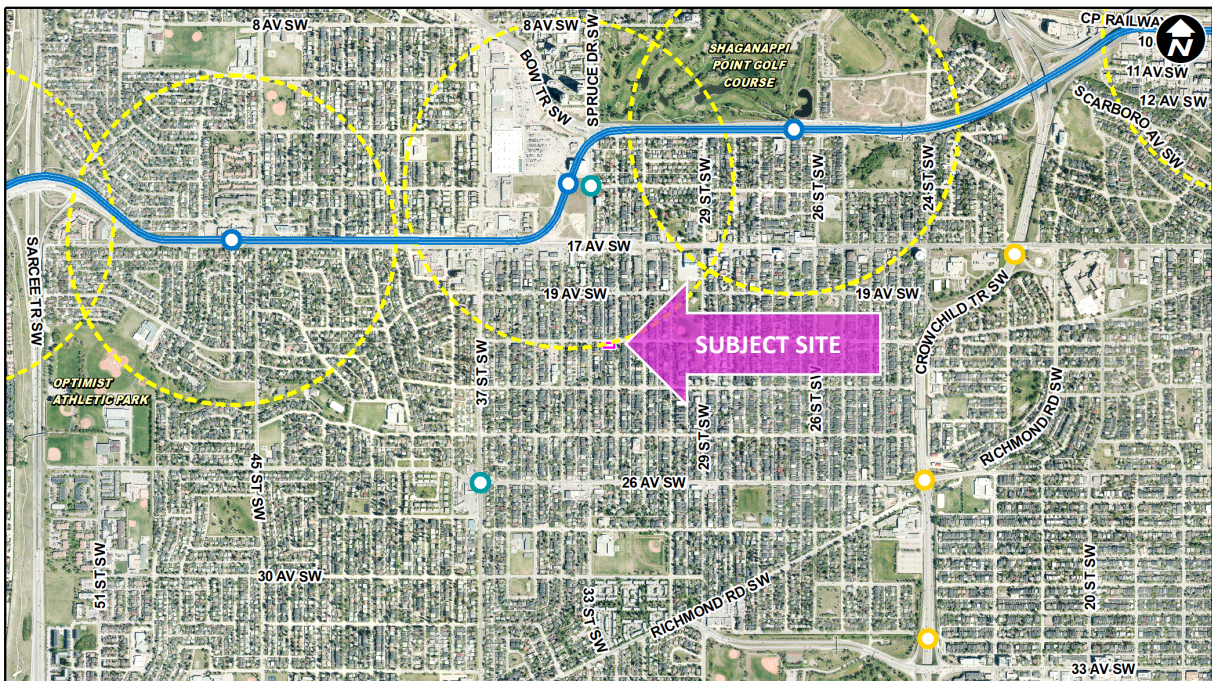 8 AV SW
8 AV SW
SPRUCE DR SW
BOW TR SW
SHAGANAPPI
POINT GOLF
COURSE
CP RAILWA
10
N
11 AV SW
12 AV SW
SCARBORO AV SW
29 ST SW
26 ST SW
24 ST SW
SARCEE TR SW
17 AV SW
19 AV SW
19 AV SW
CROWCHILD TR SW
SUBJECT SITE
37 ST SW
OPTIMIST
ATHLETIC PARK
29 ST SW
26 ST SW
RICHMOND RD SW
45 ST SW
26 AV SW
51 ST SW
30 AV SW
33 ST SW
RICHMOND RD SW
20 ST SW
33 AV SW